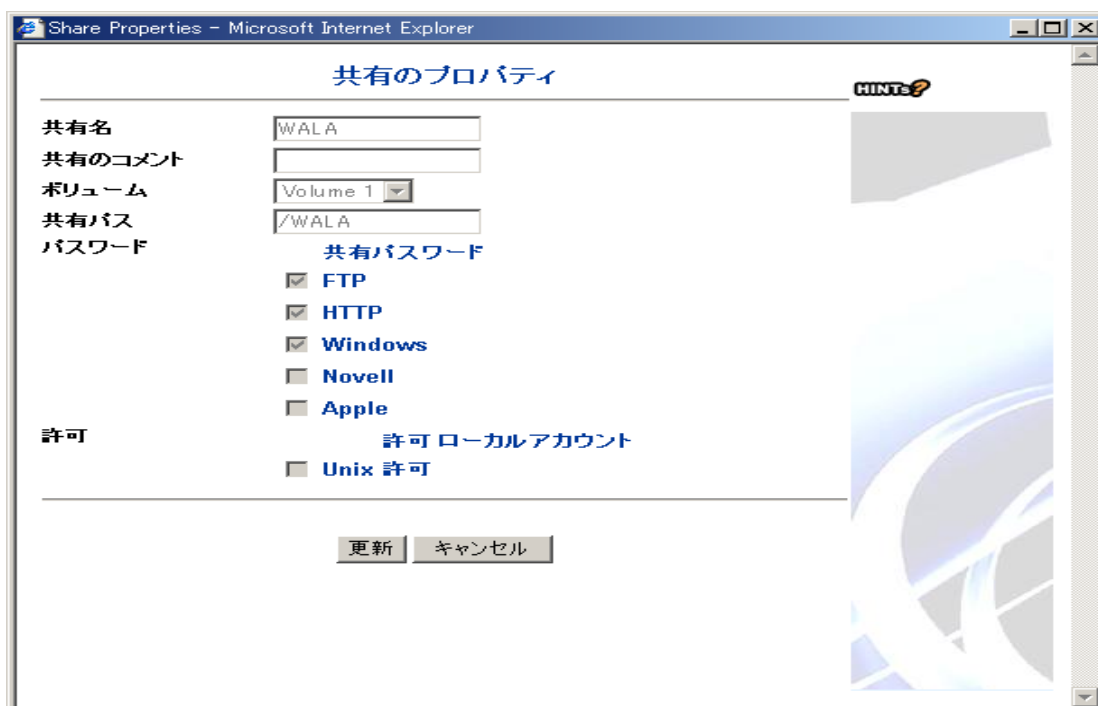 Share Properties - Microsoft Internet Explorer
共有のプロパティ
HINTs?
共有名 WALA
共有のコメント
ボリューム Volume 1
共有パス /WALA
パスワード 共有パスワード
FTP
HTTP
Windows
Novell
Apple
許可 許可 ローカルアカウント
Unix 許可
更新 キャンセル